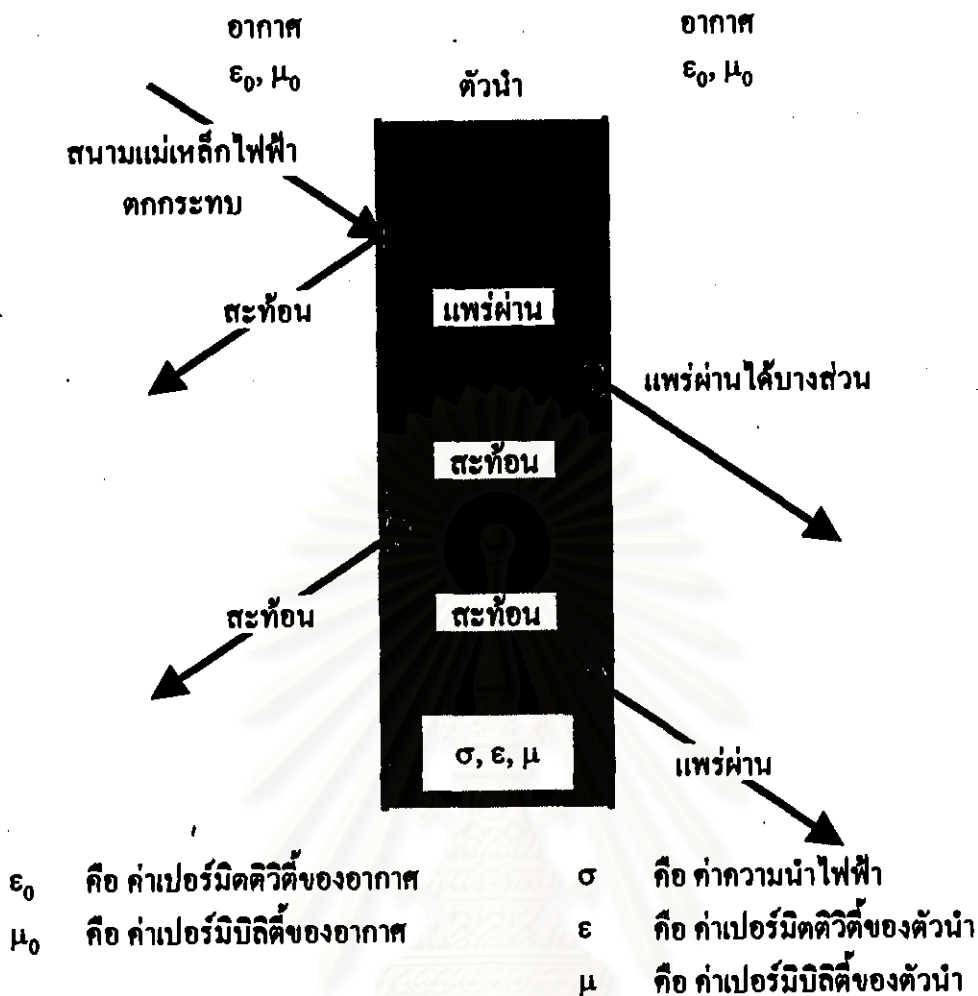 อากาศ
ε₀, μ₀
ตัวนำ
อากาศ
ε₀, μ₀
สนามแม่เหล็กไฟฟ้า
ตกกระทบ
สะท้อน
แพร่ผ่าน
แพร่ผ่านได้บางส่วน
สะท้อน
สะท้อน
สะท้อน
σ, ε, μ
แพร่ผ่าน
ε₀ คือ ค่าเปอร์มิตติวิตี้ของอากาศ
μ₀ คือ ค่าเปอร์มิบิลิตี้ของอากาศ
σ คือ ค่าความนำไฟฟ้า
ε คือ ค่าเปอร์มิตติวิตี้ของตัวนำ
μ คือ ค่าเปอร์มิบิลิตี้ของตัวนำ